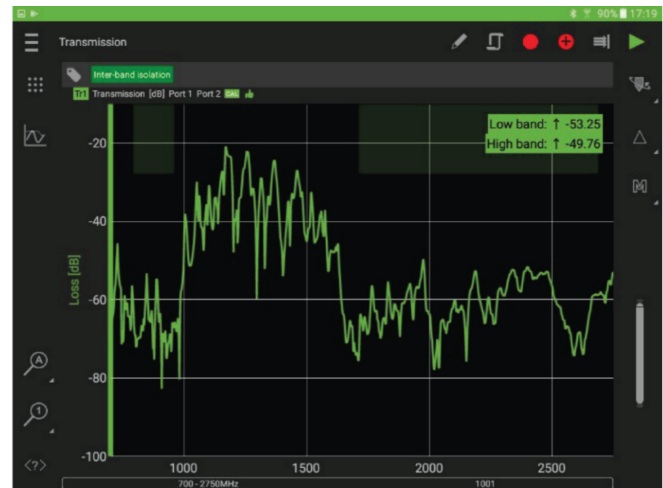 90% 17:19
Transmission
Inter-band isolation
Tr1 Transmission [dB] Port 1 Port 2 CAL
Low band: ↑ -53.25
High band: ↑ -49.76
Loss [dB]
-20
-40
-60
-80
-100
1000 1500 2000 2500
700 - 2750MHz 1001
A
1
<?>
M